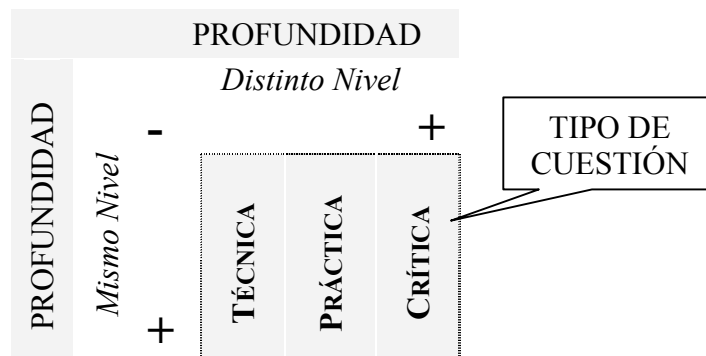 PROFUNDIDAD
Distinto Nivel
- +
TIPO DE
CUESTIÓN
PROFUNDIDAD
Mismo Nivel
TÉCNICA
PRÁCTICA
CRÍTICA
+